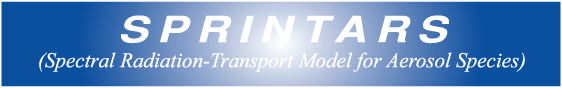 SPRINTARS
(Spectral Radiation-Transport Model for Aerosol Species)